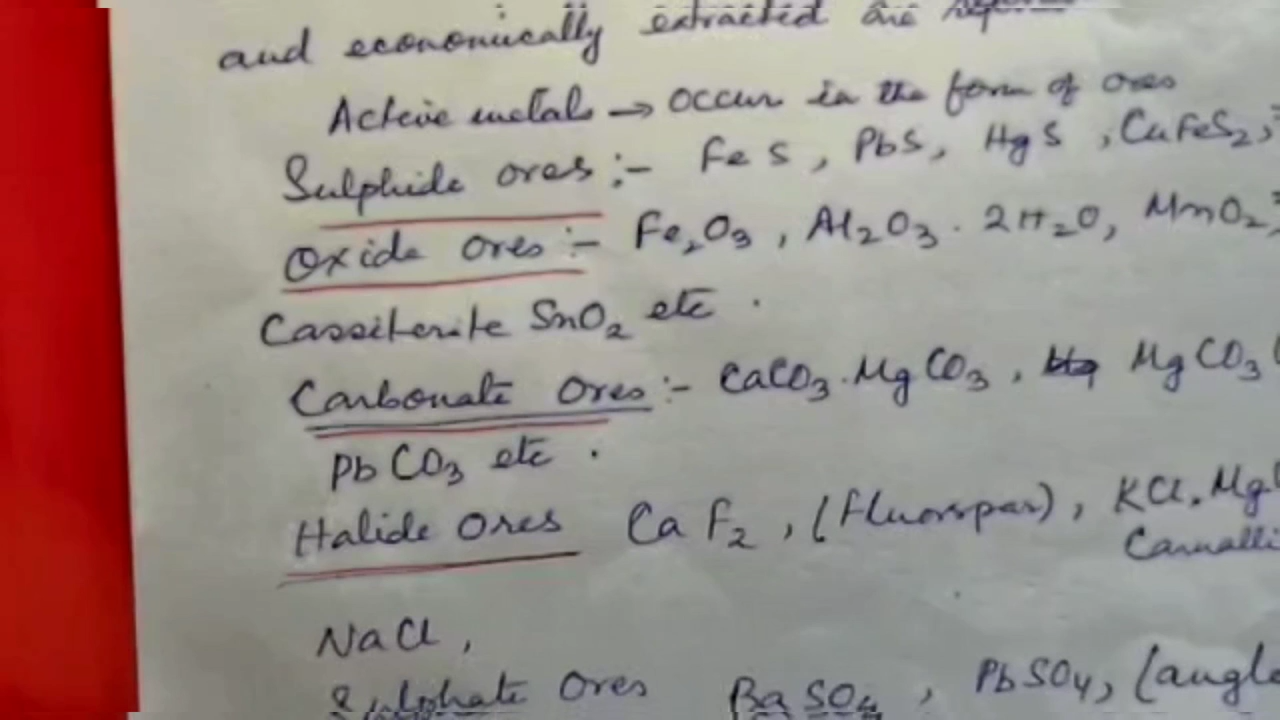 and economically extracted are
Active metals → occur in the form of ores
Sulphide ores :- FeS, PbS, HgS, CuFeS₂,
Oxide ores :- Fe₂O₃, Al₂O₃. 2H₂O, MnO₂,
Cassiterite SnO₂ etc.
Carbonate Ores :- CaCO₃.MgCO₃, MgCO₃ (
PbCO₃ etc.
Halide Ores CaF₂, (Fluorspar), KCl. Mg
Carnalli
NaCl,
Sulphate Ores BaSO₄, PbSO₄, (angle